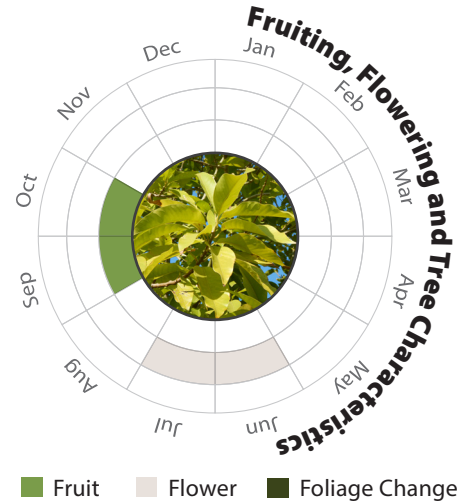 Fruiting, Flowering and Tree Characteristics
Jan
Feb
Mar
Apr
May
Jun
Jul
Aug
Sep
Oct
Nov
Dec
Fruit
Flower
Foliage Change